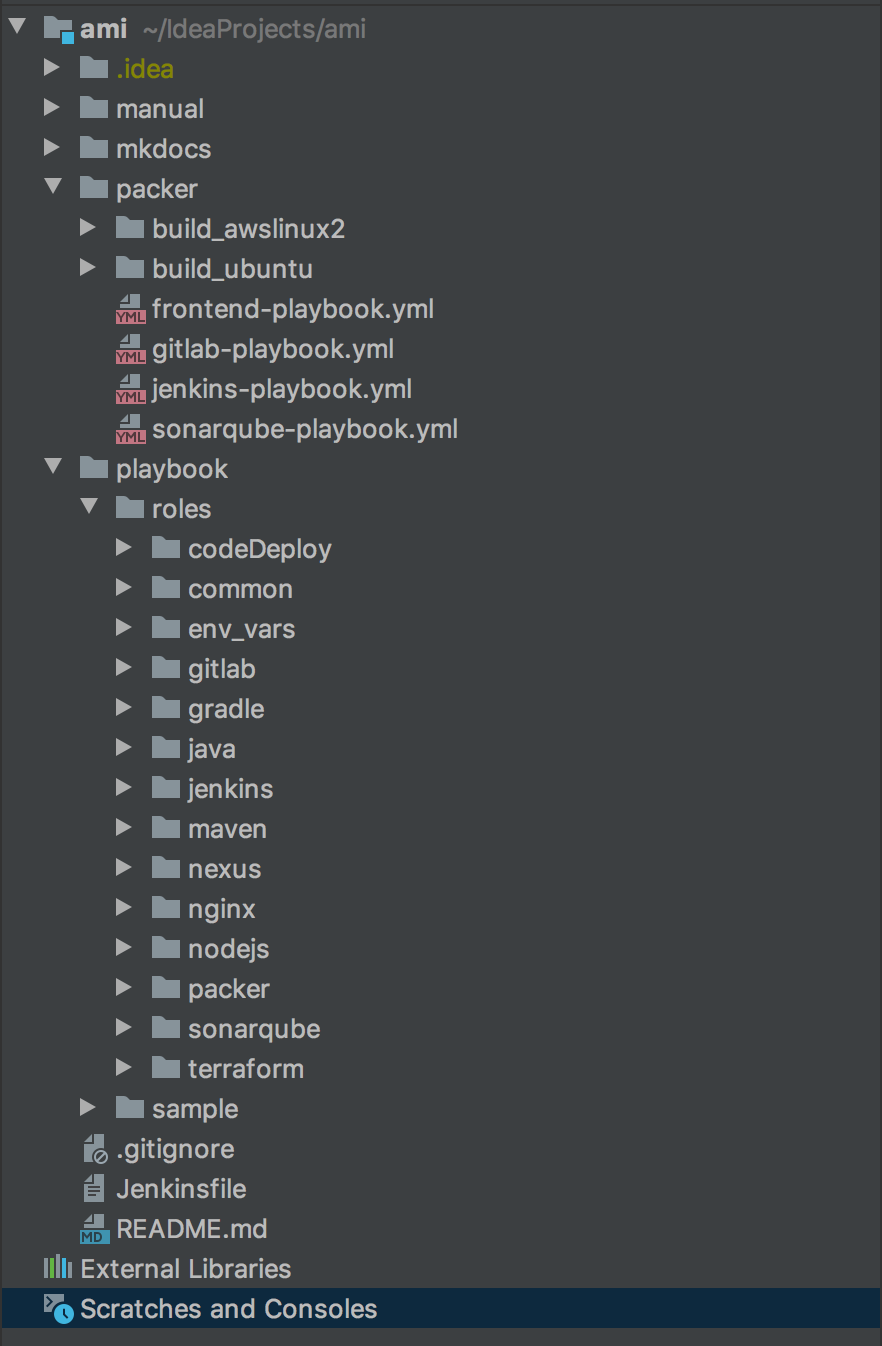 ami ~/IdeaProjects/ami
.idea
manual
mkdocs
packer
build_awslinux2
build_ubuntu
YML frontend-playbook.yml
YML gitlab-playbook.yml
YML jenkins-playbook.yml
YML sonarqube-playbook.yml
playbook
roles
codeDeploy
common
env_vars
gitlab
gradle
java
jenkins
maven
nexus
nginx
nodejs
packer
sonarqube
terraform
sample
.gitignore
Jenkinsfile
MD README.md
External Libraries
Scratches and Consoles